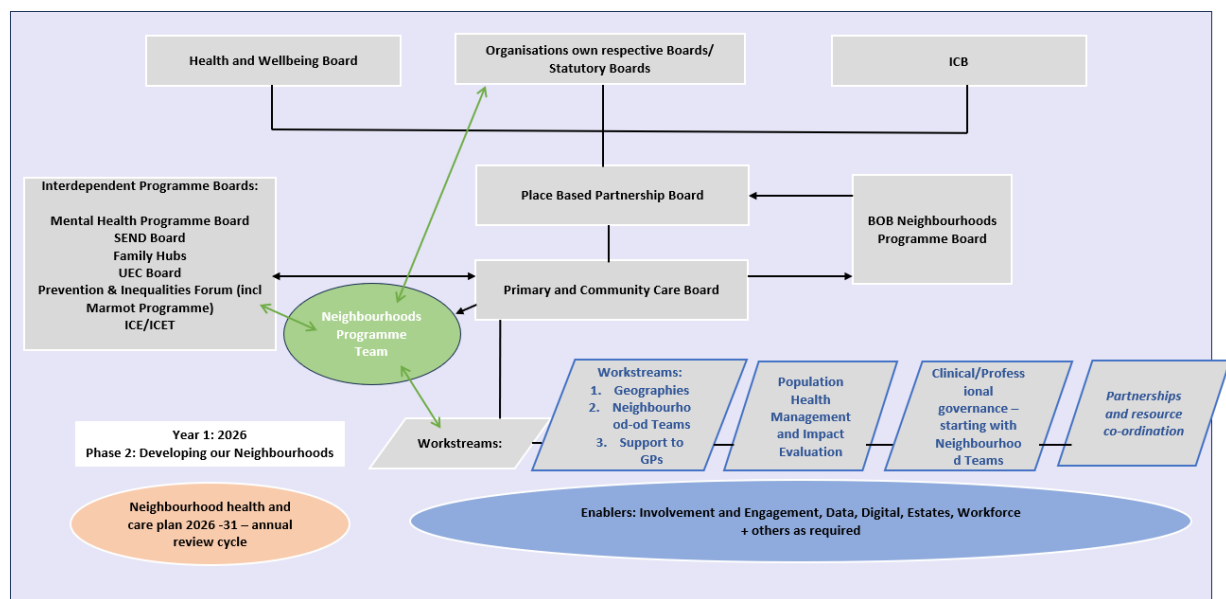 Health and Wellbeing Board
Organisations own respective Boards/
Statutory Boards
ICB
Interdependent Programme Boards:
Mental Health Programme Board
SEND Board
Family Hubs
UEC Board
Prevention & Inequalities Forum (incl
Marmot Programme)
ICE/ICET
Place Based Partnership Board
BOB Neighbourhoods
Programme Board
Primary and Community Care Board
Neighbourhoods
Programme
Team
Workstreams:
Workstreams:
1. Geographies
2. Neighbourho
od-od Teams
3. Support to
GPs
Population
Health
Management
and Impact
Evaluation
Clinical/Profess
ional
governance –
starting with
Neighbourhoo
d Teams
Partnerships
and resource
co-ordination
Year 1: 2026
Phase 2: Developing our Neighbourhoods
Neighbourhood health and
care plan 2026 -31 – annual
review cycle
Enablers: Involvement and Engagement, Data, Digital, Estates, Workforce
+ others as required